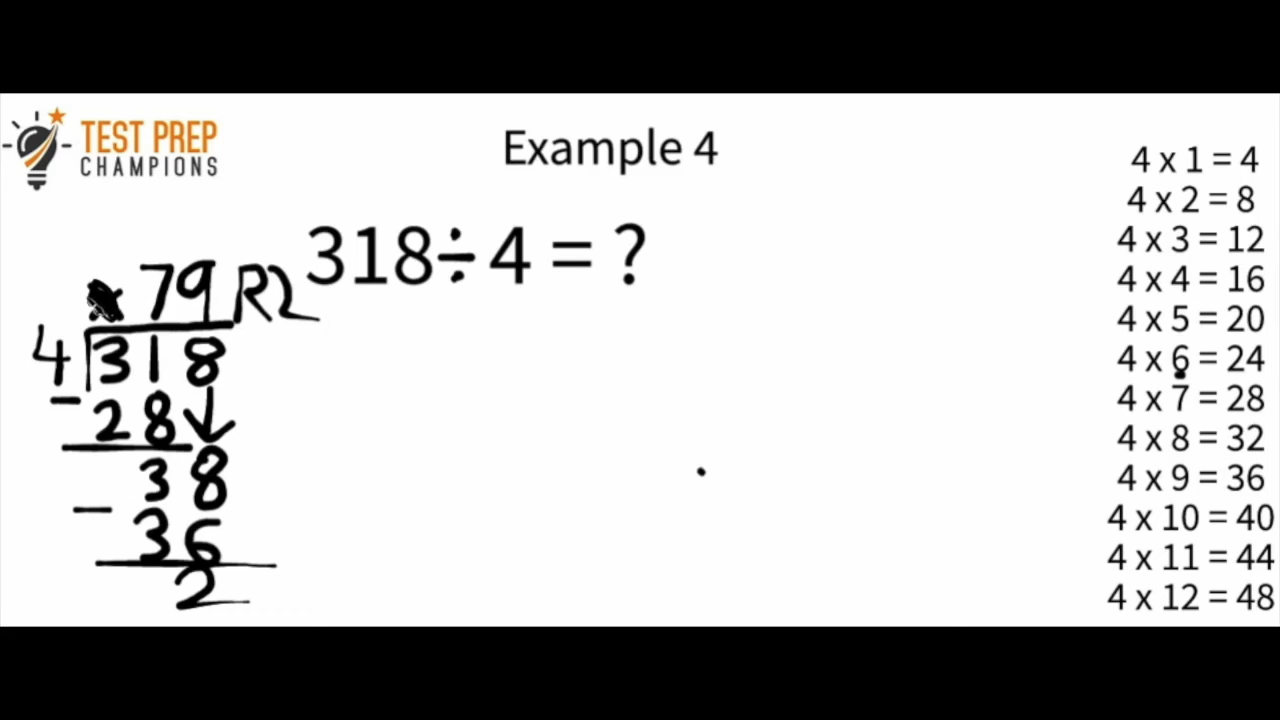 TEST PREP
CHAMPIONS
Example 4
318÷4 = ?
79 R2
4 318
- 28
38
- 36
2
4 x 1 = 4
4 x 2 = 8
4 x 3 = 12
4 x 4 = 16
4 x 5 = 20
4 x 6 = 24
4 x 7 = 28
4 x 8 = 32
4 x 9 = 36
4 x 10 = 40
4 x 11 = 44
4 x 12 = 48